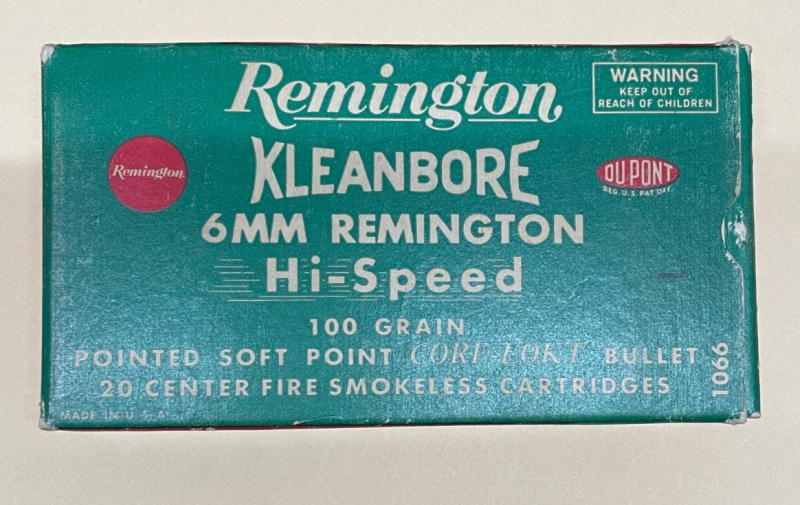 Remington
WARNING
KEEP OUT OF
REACH OF CHILDREN
Remington
KLEANBORE
DU PONT
REG. U.S. PAT. OFF.
6MM REMINGTON
Hi-Speed
100 GRAIN
POINTED SOFT POINT CORE-LOKT BULLET
20 CENTER FIRE SMOKELESS CARTRIDGES
1066
MADE IN U.S.A.